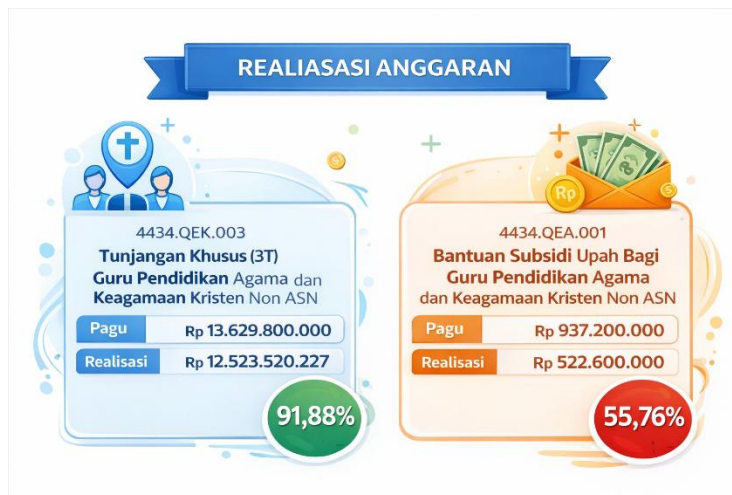 REALIASASI ANGGARAN
4434.QEK.003
Tunjangan Khusus (3T)
Guru Pendidikan Agama dan
Keagamaan Kristen Non ASN
Pagu Rp 13.629.800.000
Realisasi Rp 12.523.520.227
91,88%
Rp
4434.QEA.001
Bantuan Subsidi Upah Bagi
Guru Pendidikan Agama
dan Keagamaan Kristen Non ASN
Pagu Rp 937.200.000
Realisasi Rp 522.600.000
55,76%